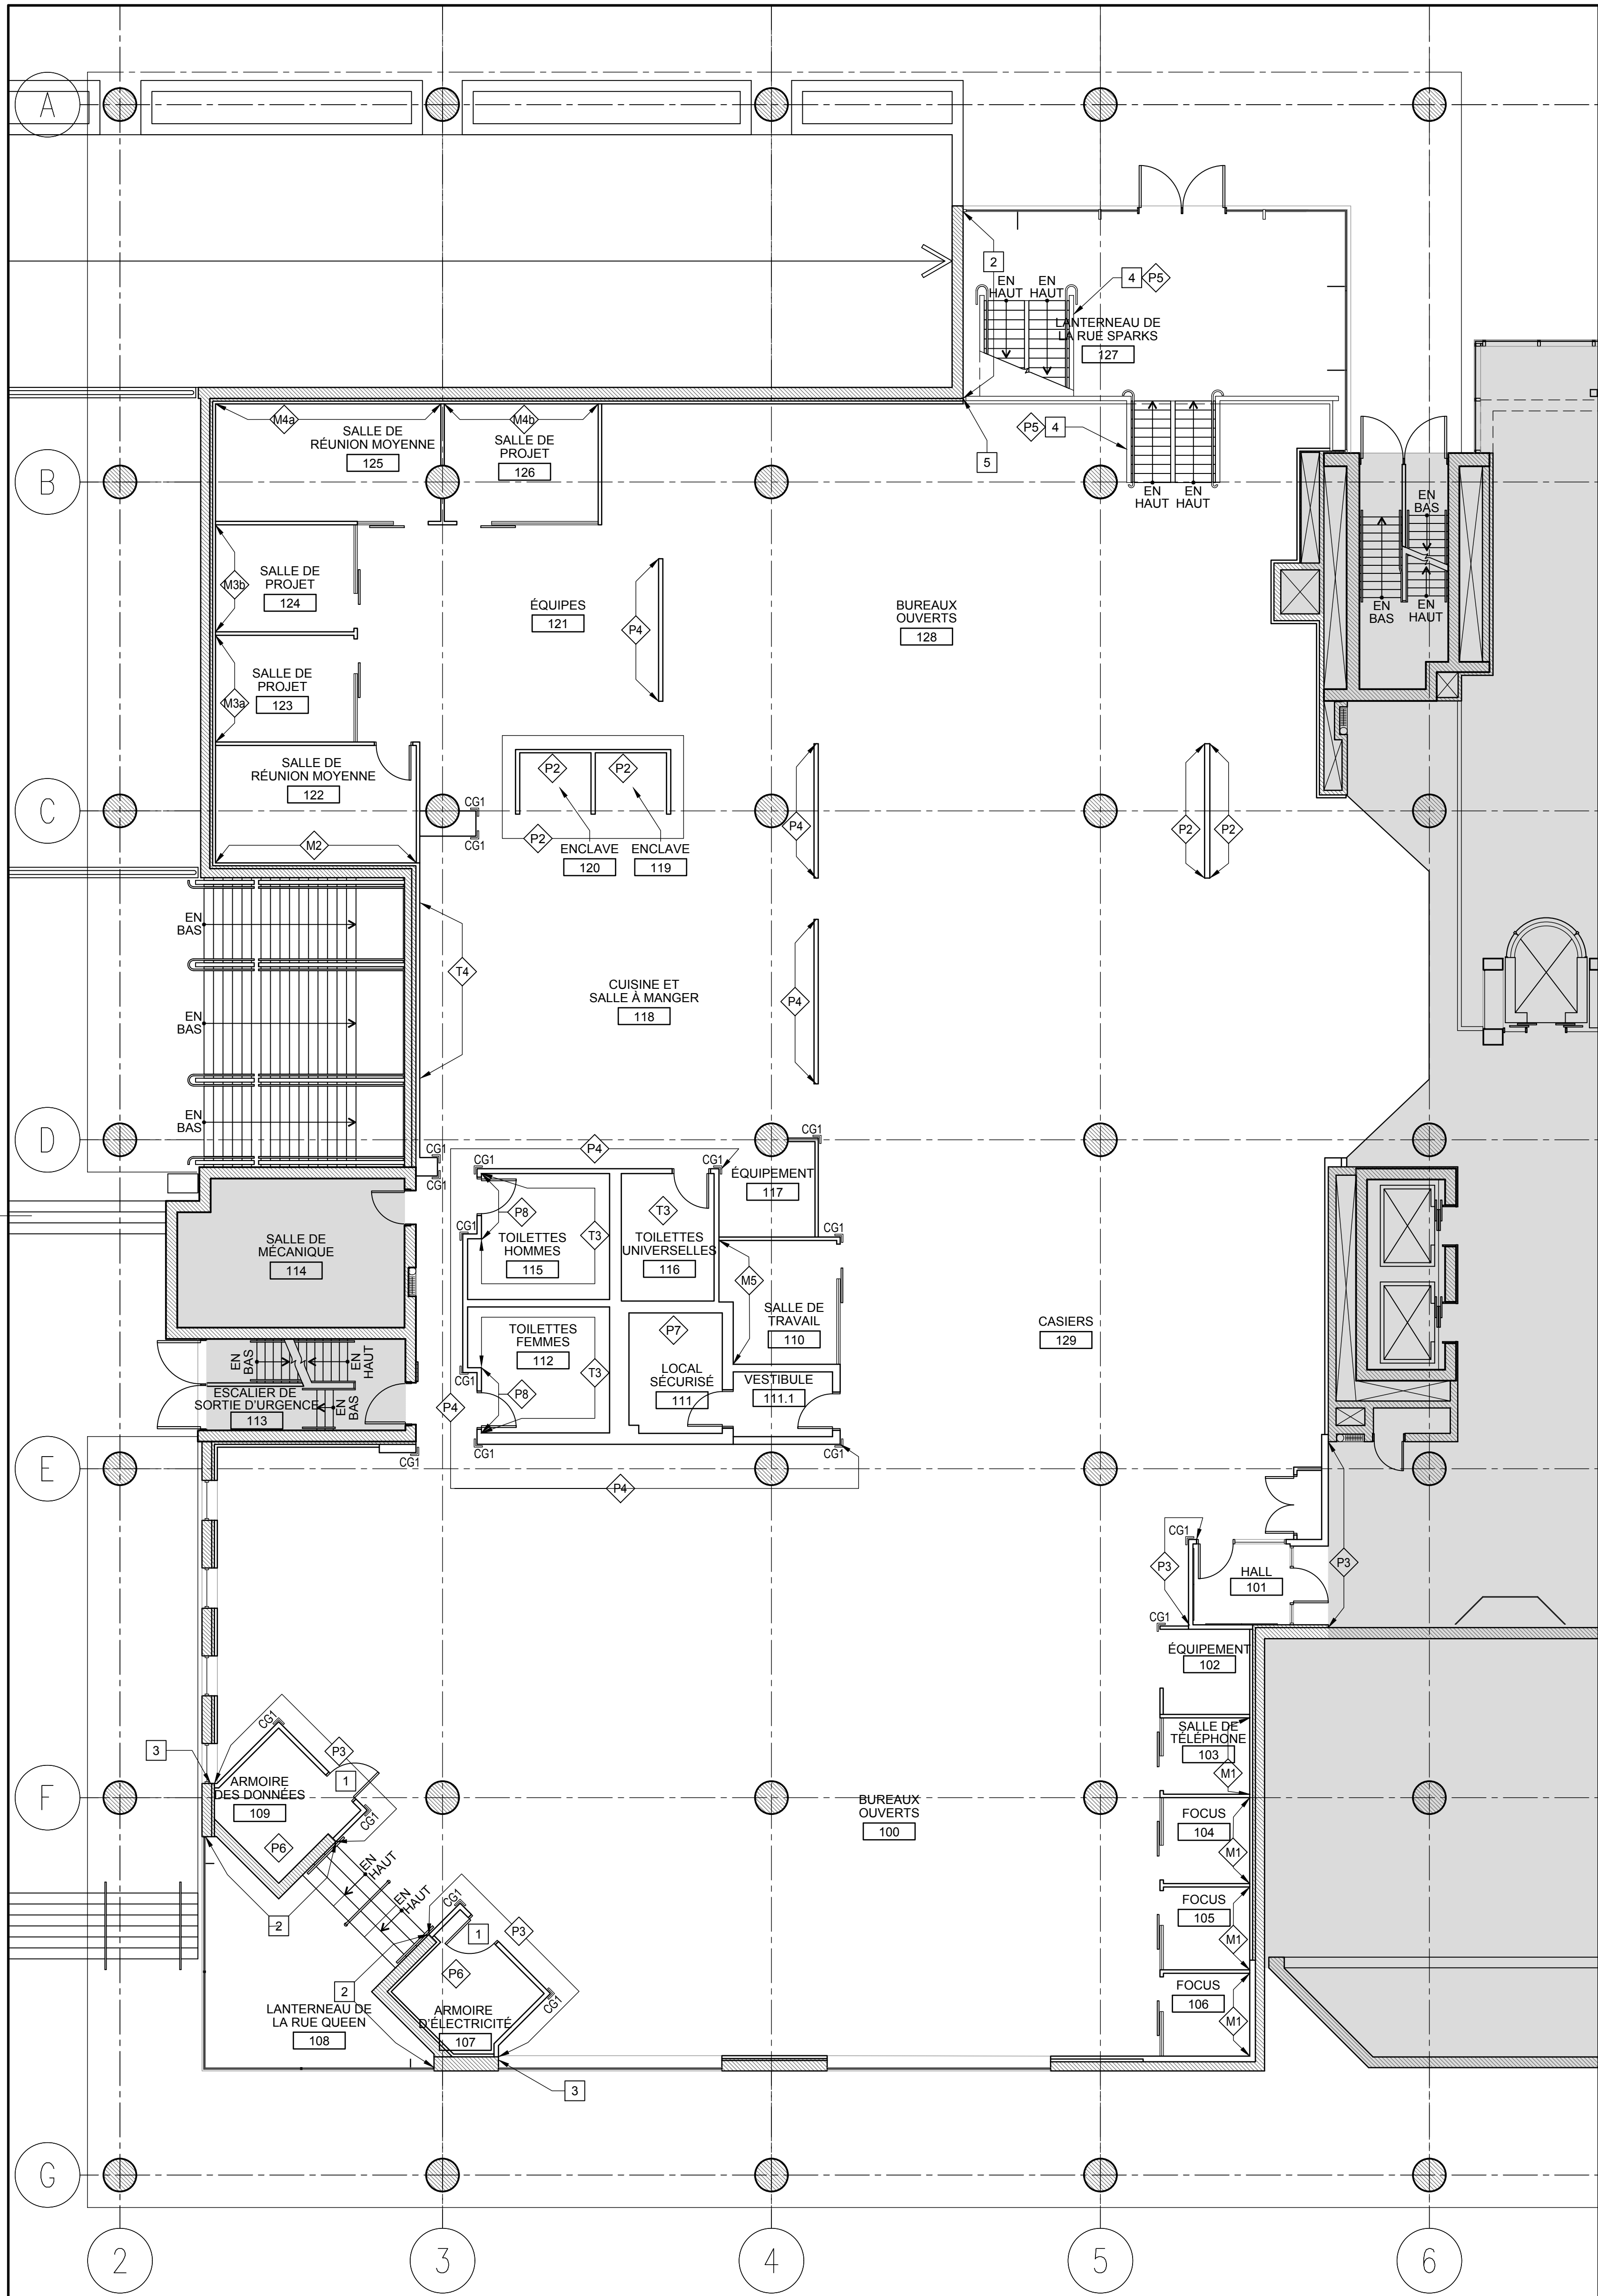 A
2
EN
HAUT
EN
HAUT
4
P5
LANTERNEAU DE
LA RUE SPARKS
127
M4a
M4b
SALLE DE
RÉUNION MOYENNE
125
SALLE DE
PROJET
126
P5
4
5
B
EN
HAUT
EN
HAUT
EN
BAS
EN
BAS
EN
HAUT
M3b
SALLE DE
PROJET
124
ÉQUIPES
121
P4
BUREAUX
OUVERTS
128
SALLE DE
PROJET
123
M3a
SALLE DE
RÉUNION MOYENNE
122
P2
P2
C
CG1
CG1
P2
P4
P2
P2
M2
ENCLAVE
120
ENCLAVE
119
EN
BAS
T4
CUISINE ET
SALLE À MANGER
118
P4
EN
BAS
EN
BAS
D
CG1
P4
CG1
CG1
CG1
CG1
ÉQUIPEMENT
117
P8
T3
T3
CG1
CG1
TOILETTES
HOMMES
115
TOILETTES
UNIVERSELLES
116
SALLE DE
MÉCANIQUE
114
M5
SALLE DE
TRAVAIL
110
CASIERS
129
TOILETTES
FEMMES
112
P7
EN
BAS
EN
HAUT
CG1
T3
LOCAL
SÉCURISÉ
111
VESTIBULE
111.1
ESCALIER DE
SORTIE D'URGENCE
113
EN
BAS
P4
P8
CG1
CG1
CG1
E
P4
CG1
P3
HALL
101
P3
CG1
ÉQUIPEMENT
102
CG1
P3
3
1
SALLE DE
TÉLÉPHONE
103
M1
F
ARMOIRE
DES DONNÉES
109
CG1
P6
BUREAUX
OUVERTS
100
FOCUS
104
M1
EN
HAUT
EN
HAUT
CG1
2
1
P3
FOCUS
105
M1
P6
2
CG1
FOCUS
106
M1
LANTERNEAU DE
LA RUE QUEEN
108
ARMOIRE
D'ÉLECTRICITÉ
107
3
G
2
3
4
5
6